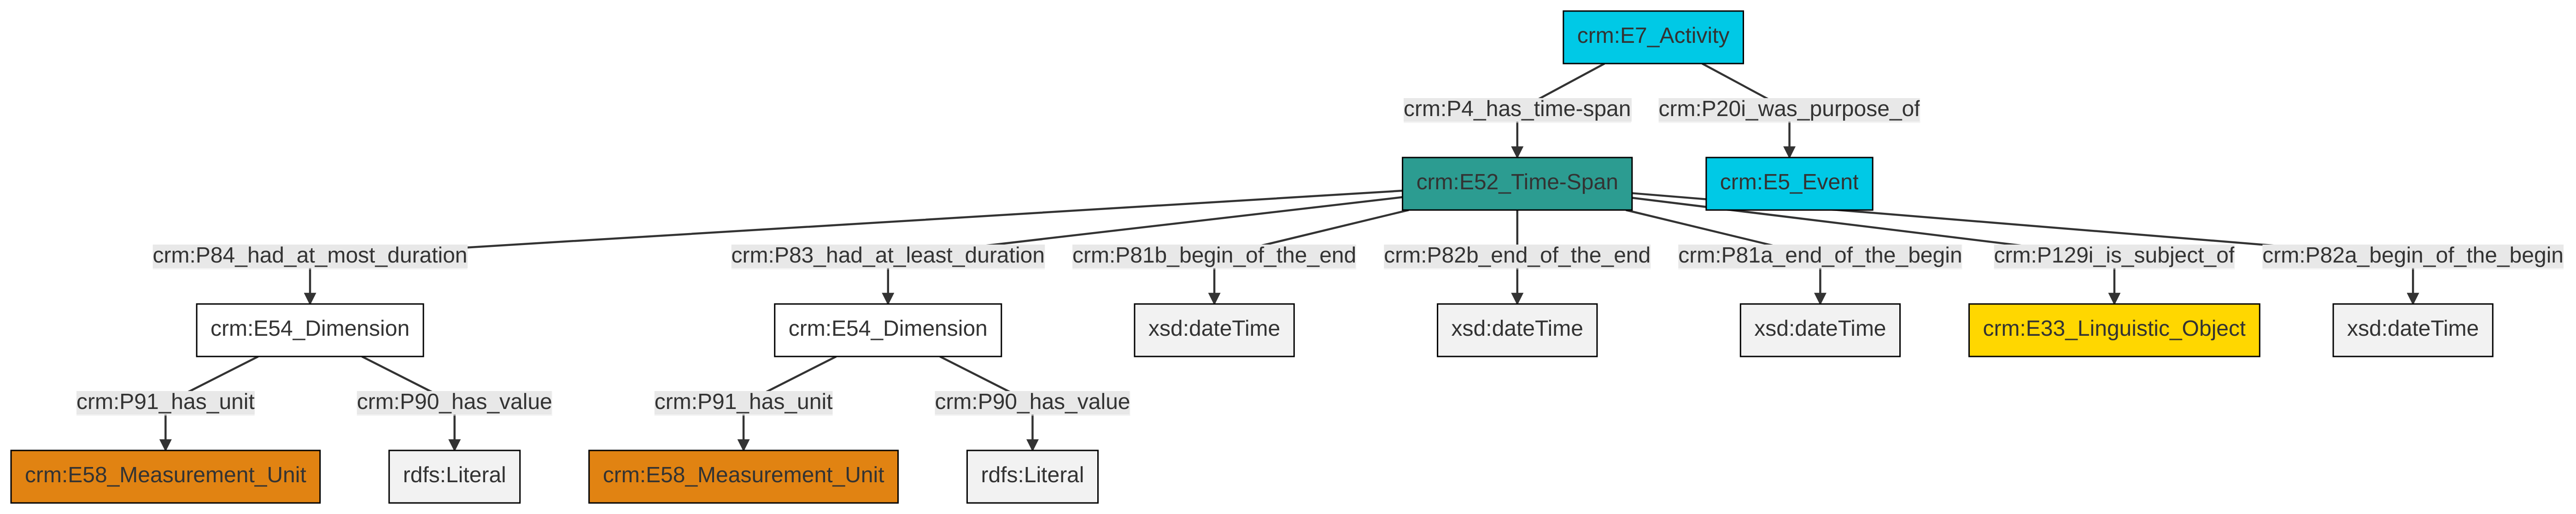 crm:E7_Activity
crm:P4_has_time-span
crm:P20i_was_purpose_of
crm:E52_Time-Span
crm:E5_Event
crm:P84_had_at_most_duration
crm:P83_had_at_least_duration
crm:P81b_begin_of_the_end
crm:P82b_end_of_the_end
crm:P81a_end_of_the_begin
crm:P129i_is_subject_of
crm:P82a_begin_of_the_begin
crm:E54_Dimension
crm:E54_Dimension
xsd:dateTime
xsd:dateTime
xsd:dateTime
crm:E33_Linguistic_Object
xsd:dateTime
crm:P91_has_unit
crm:P90_has_value
crm:P91_has_unit
crm:P90_has_value
crm:E58_Measurement_Unit
rdfs:Literal
crm:E58_Measurement_Unit
rdfs:Literal